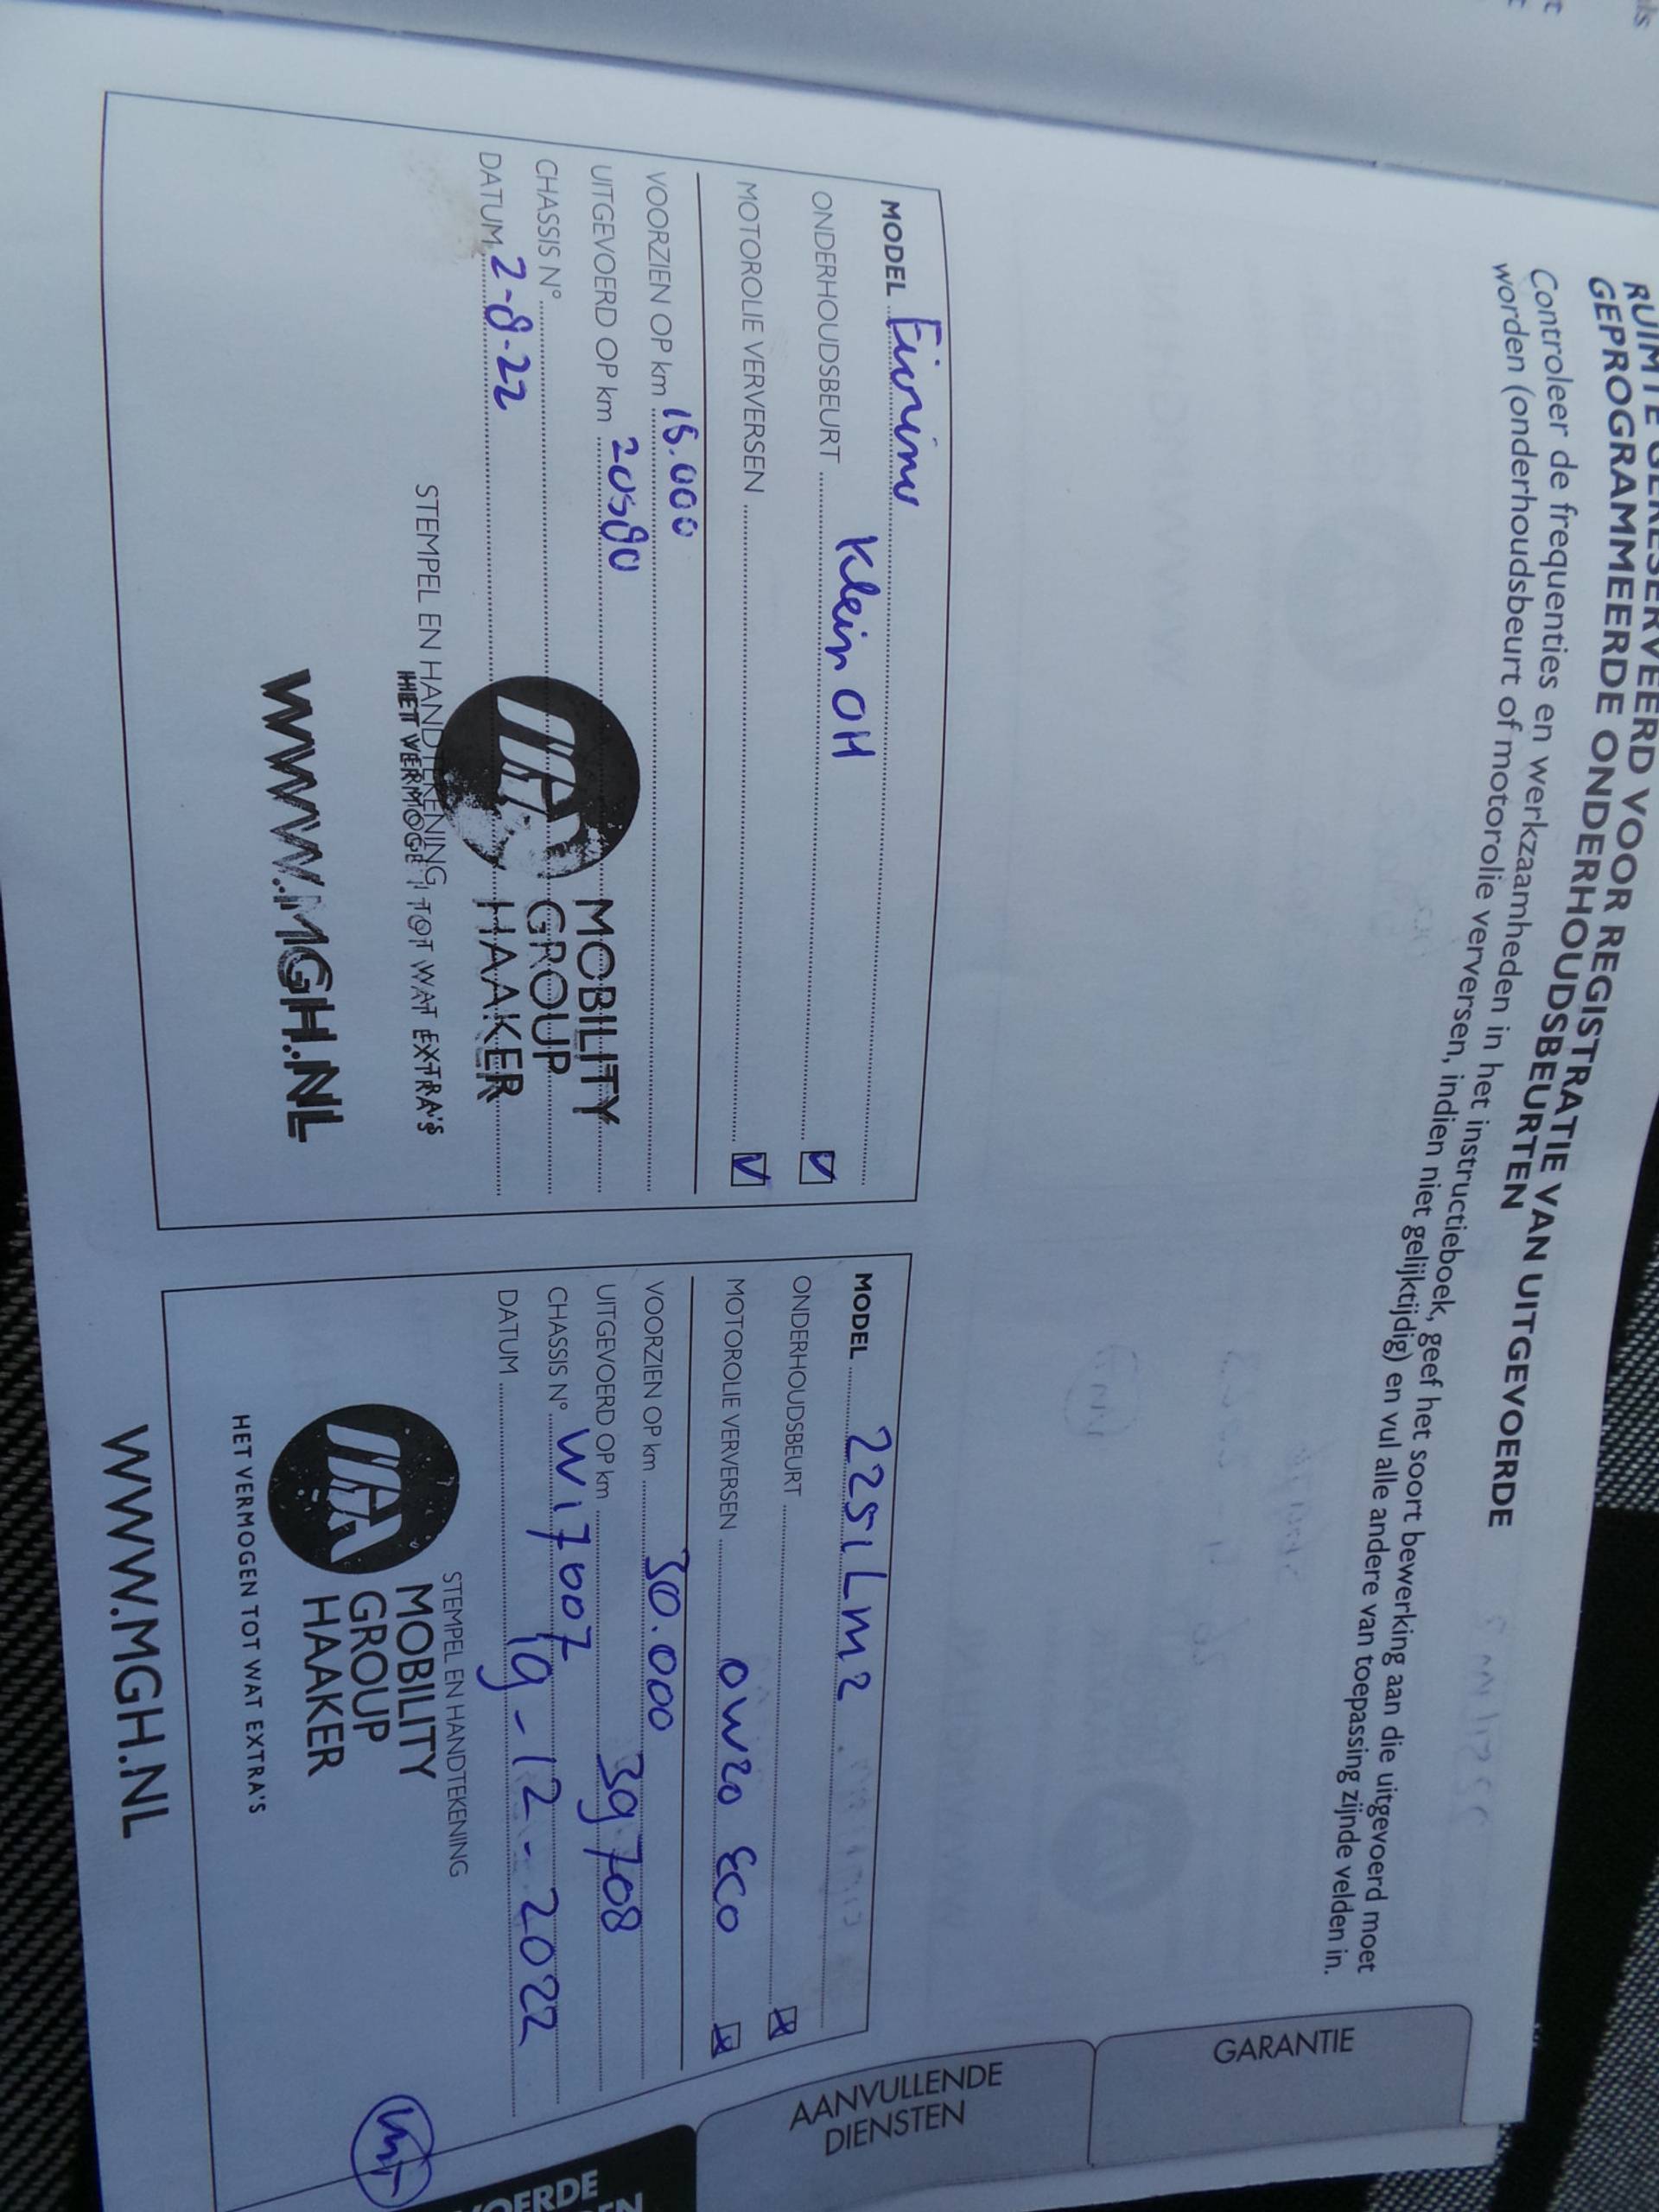 RUIMTE GERESERVEERD VOOR REGISTRATIE VAN UITGEVOERDE
GEPROGRAMMEERDE ONDERHOUDSBEURTEN
Controleer de frequenties en werkzaamheden in het instructieboek, geef het soort bewerking aan die uitgevoerd moet
worden (onderhoudsbeurt of motorolie verversen, indien niet gelijktijdig) en vul alle andere van toepassing zijnde velden in.
MODEL Fiorino
ONDERHOUDSBEURT Klein OH
MOTOROLIE VERVERSEN
VOORZIEN OP km 15.000
UITGEVOERD OP km 20580
CHASSIS N°
DATUM 2-8-22
MOBILITY
GROUP
HAAKER
STEMPEL EN HANDTEKENING
HET VERMOGEN TOT WAT EXTRA'S
WWW.MGH.NL
MODEL 225 1LM2
ONDERHOUDSBEURT
MOTOROLIE VERVERSEN 0W20 ECO
VOORZIEN OP km 30.000
UITGEVOERD OP km 39708
CHASSIS N° W17007
DATUM 19-12-2022
STEMPEL EN HANDTEKENING
MOBILITY
GROUP
HAAKER
HET VERMOGEN TOT WAT EXTRA'S
WWW.MGH.NL
GARANTIE
AANVULLENDE
DIENSTEN